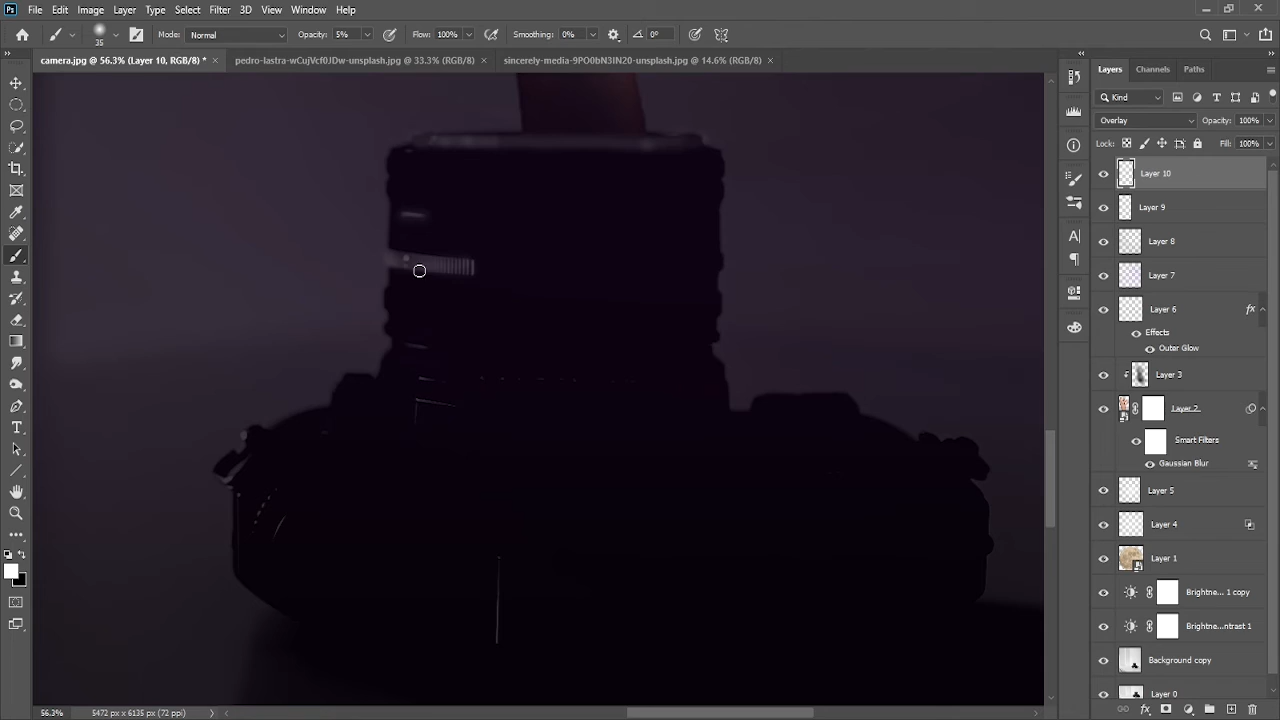 Ps File Edit Image Layer Type Select Filter 3D View Window Help
35 Mode: Normal Opacity: 5% Flow: 100% Smoothing: 0% 0°
camera.jpg @ 56.3% (Layer 10, RGB/8) * × pedro-lastra-wCujVcf0JDw-unsplash.jpg @ 33.3% (RGB/8) × sincerely-media-9PO0bN3IN20-unsplash.jpg @ 14.6% (RGB/8) ×
Layers Channels Paths
Kind
Overlay Opacity: 100%
Lock: Fill: 100%
Layer 10
Layer 9
Layer 8
Layer 7
Layer 6 fx
Effects
Outer Glow
Layer 3
Layer 2
Smart Filters
Gaussian Blur
Layer 5
Layer 4
Layer 1
Brightne... 1 copy
Brightne...ntrast 1
Background copy
Layer 0
56.3% 5472 px x 6135 px (72 ppi)
fx